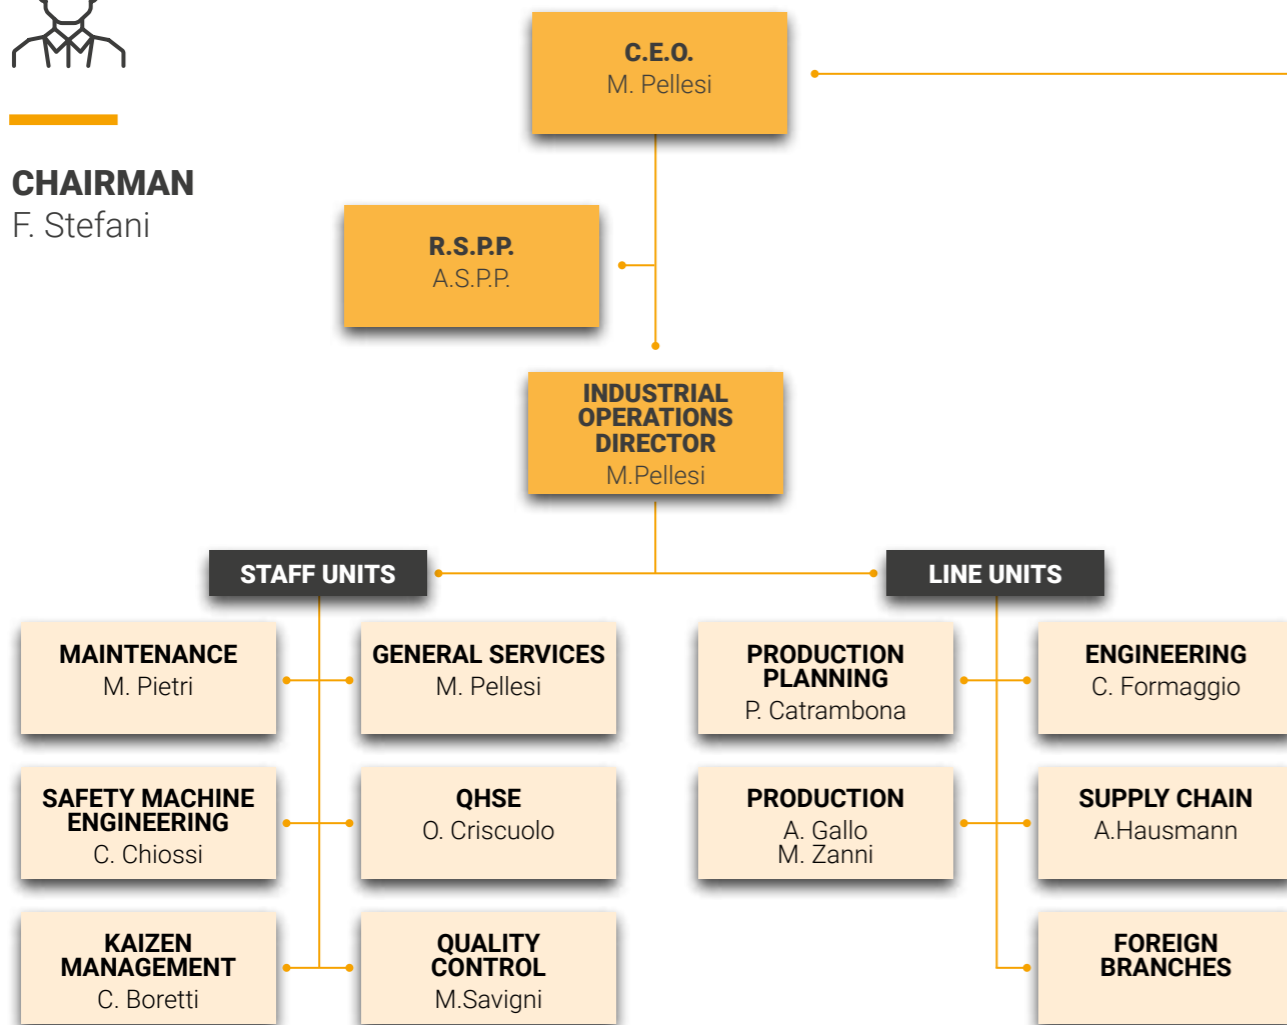 C.E.O.
M. Pellesi
CHAIRMAN
F. Stefani
R.S.P.P.
A.S.P.P.
INDUSTRIAL
OPERATIONS
DIRECTOR
M.Pellesi
STAFF UNITS
LINE UNITS
MAINTENANCE
M. Pietri
GENERAL SERVICES
M. Pellesi
PRODUCTION
PLANNING
P. Catrambona
ENGINEERING
C. Formaggio
SAFETY MACHINE
ENGINEERING
C. Chiossi
QHSE
O. Criscuolo
PRODUCTION
A. Gallo
M. Zanni
SUPPLY CHAIN
A.Hausmann
KAIZEN
MANAGEMENT
C. Boretti
QUALITY
CONTROL
M.Savigni
FOREIGN
BRANCHES